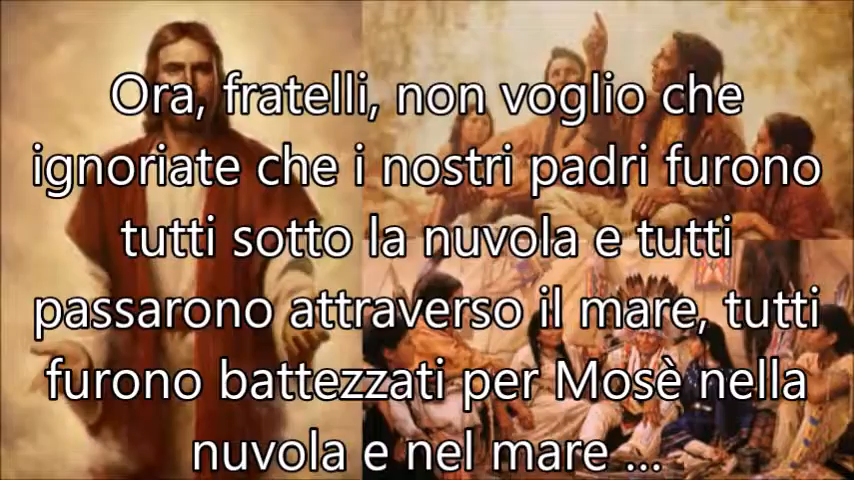 Ora, fratelli, non voglio che
ignoriate che i nostri padri furono
tutti sotto la nuvola e tutti
passarono attraverso il mare, tutti
furono battezzati per Mosè nella
nuvola e nel mare ...